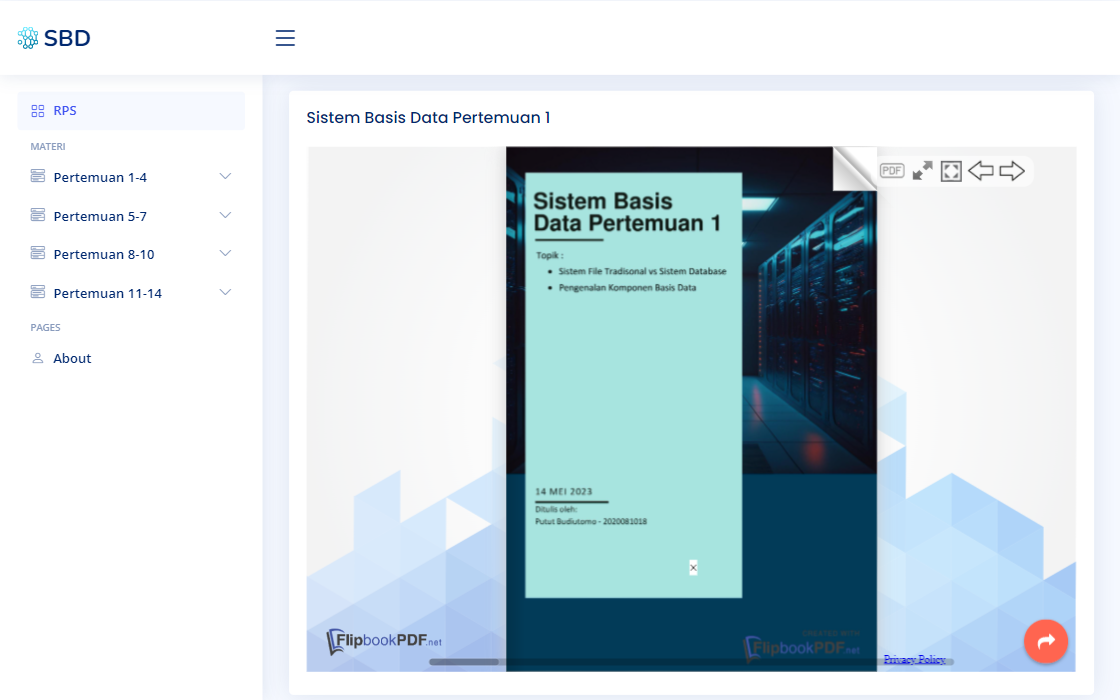 SBD
RPS
MATERI
Pertemuan 1-4
Pertemuan 5-7
Pertemuan 8-10
Pertemuan 11-14
PAGES
About
Sistem Basis Data Pertemuan 1
PDF
Sistem Basis
Data Pertemuan 1
Topik :
• Sistem File Tradisonal vs Sistem Database
• Pengenalan Komponen Basis Data
14 MEI 2023
Ditulis oleh:
Putut Budiutomo - 2020081018
FlipbookPDF.net
CREATED WITH
FlipbookPDF.net
Privacy Policy